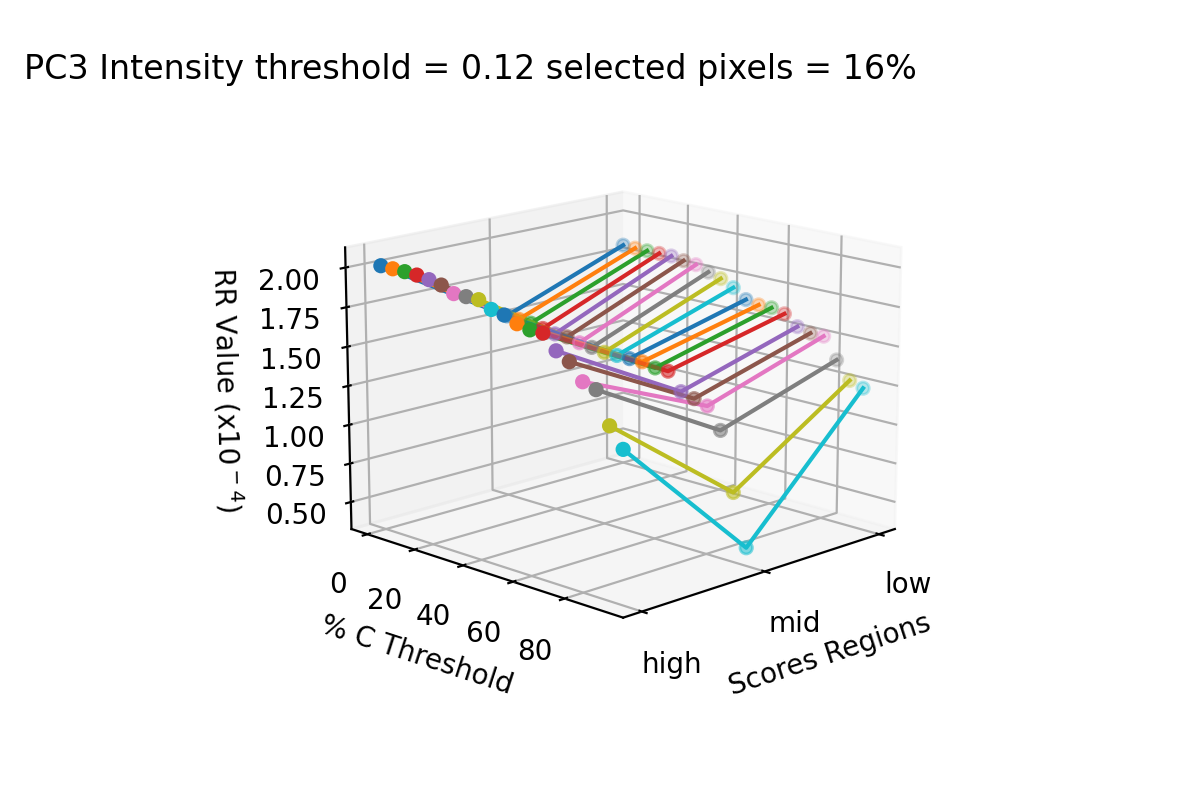 PC3 Intensity threshold = 0.12 selected pixels = 16%
RR Value (x10⁻⁴)
2.00
1.75
1.50
1.25
1.00
0.75
0.50
0
20
40
60
80
% C Threshold
high
mid
low
Scores Regions